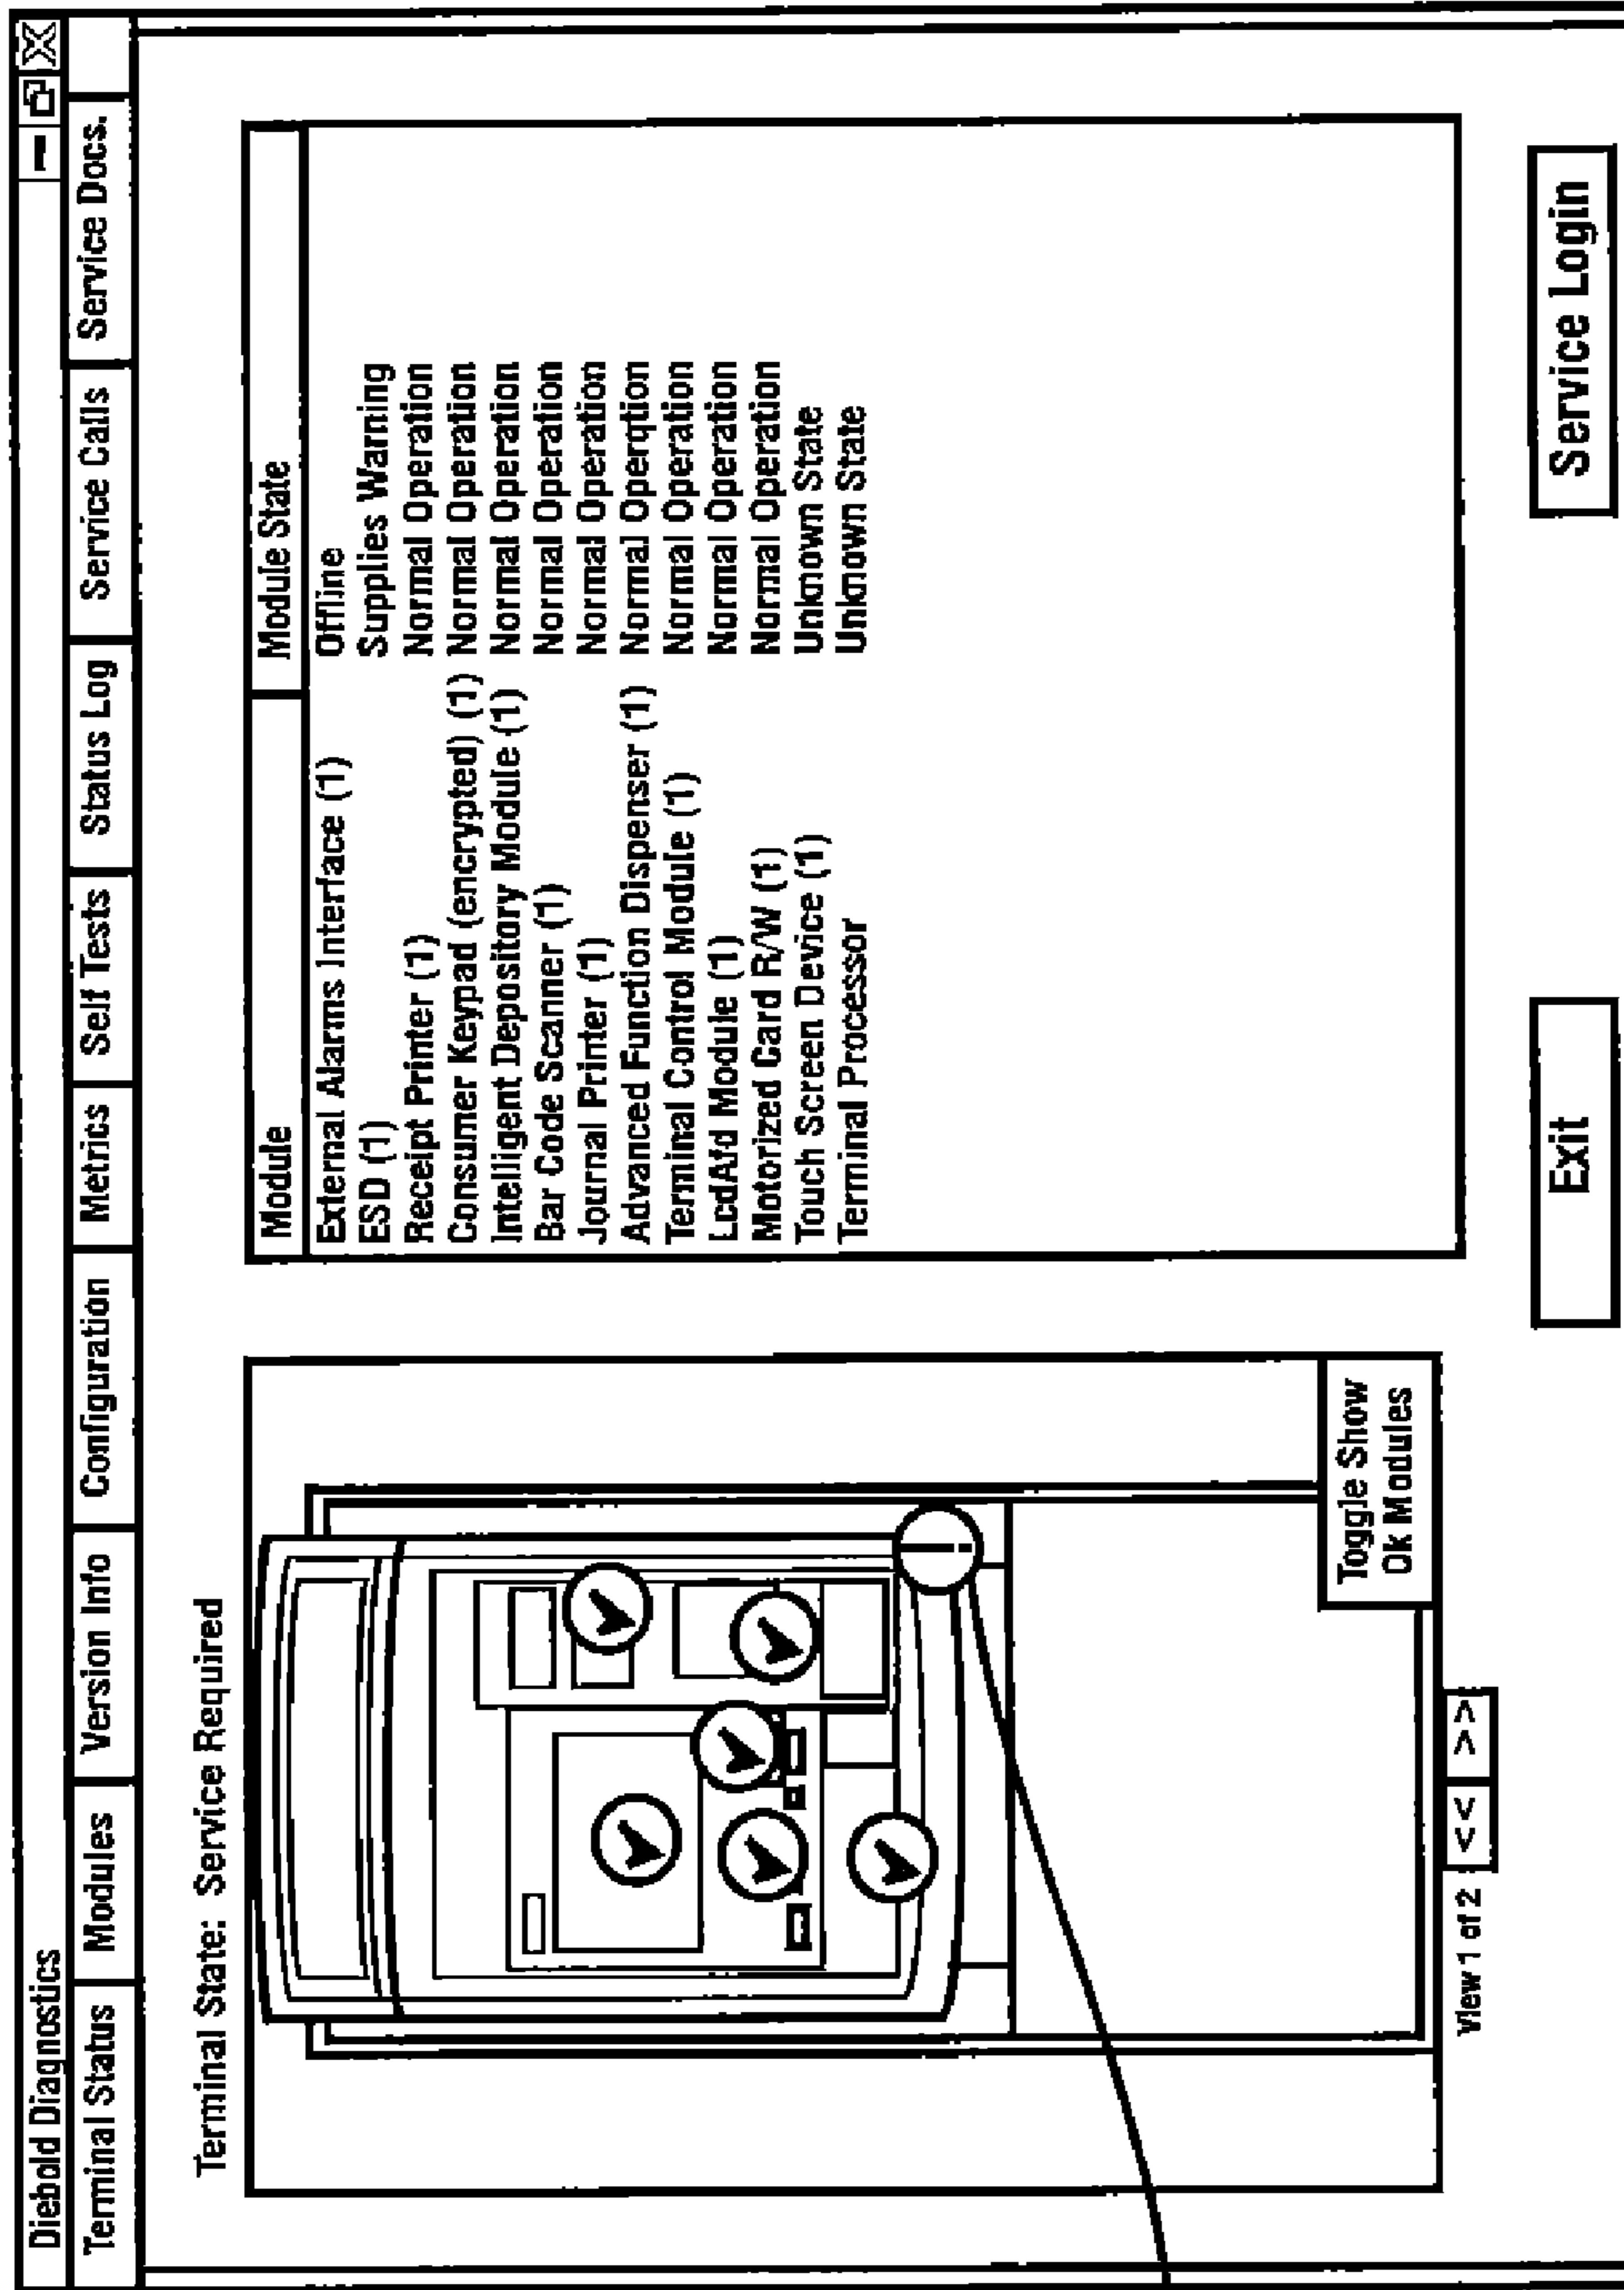 Diebold Diagnostics
Terminal Status Modules Version Info Configuration Metrics Self Tests Status Log Service Calls Service Docs.
Terminal State: Service Required
Toggle Show
Ok Modules
View 1 of 2 << >>
Module Module State
External Alarms Interface (1) Offline
ESD (1) Supplies Warning
Receipt Printer (1) Normal Operation
Consumer Keypad (encrypted) (1) Normal Operation
Intelligent Depository Module (1) Normal Operation
Bar Code Scanner (1) Normal Operation
Journal Printer (1) Normal Operation
Advanced Function Dispenser (1) Normal Operqtion
Terminal Control Module (1) Normal Operation
LcdAfd Module (1) Normal Operation
Motorized Card R/W (1) Normal Operation
Touch Screen Device (1) Unknown State
Terminal Processor Unknown State
Exit Service Login